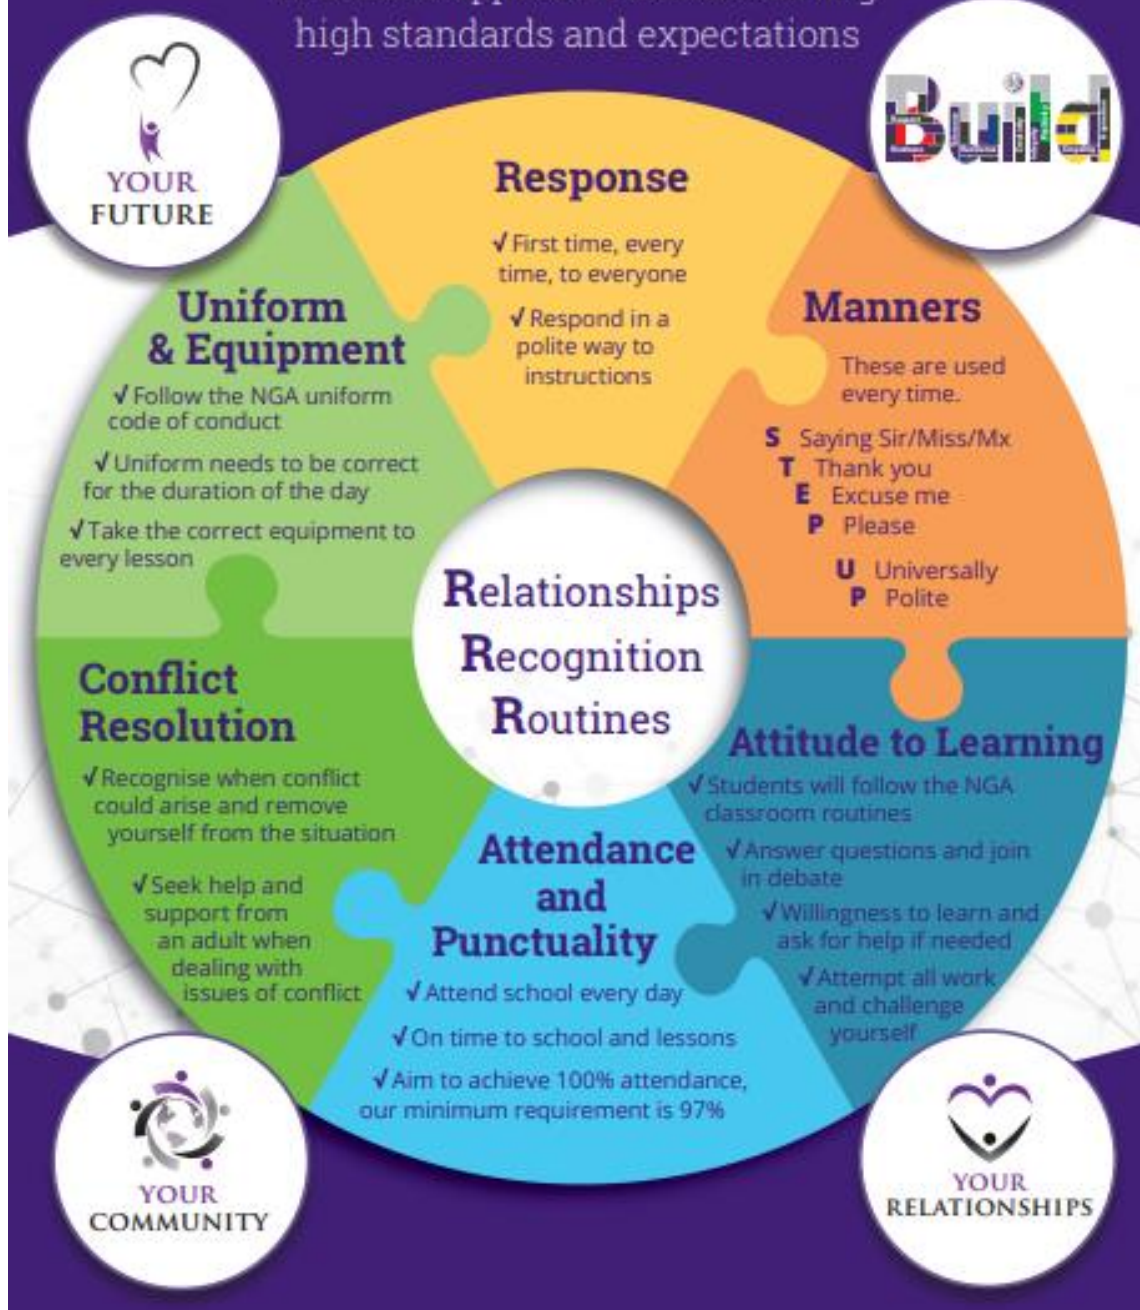 high standards and expectations
YOUR
FUTURE
Build
Response
√ First time, every
time, to everyone
√ Respond in a
polite way to
instructions
Manners
These are used
every time.
S Saying Sir/Miss/Mx
T Thank you
E Excuse me
P Please
U Universally
P Polite
Uniform
& Equipment
√ Follow the NGA uniform
code of conduct
√ Uniform needs to be correct
for the duration of the day
√ Take the correct equipment to
every lesson
Relationships
Recognition
Routines
Conflict
Resolution
√ Recognise when conflict
could arise and remove
yourself from the situation
√ Seek help and
support from
an adult when
dealing with
issues of conflict
Attitude to Learning
√ Students will follow the NGA
classroom routines
√ Answer questions and join
in debate
√ Willingness to learn and
ask for help if needed
√ Attempt all work
and challenge
yourself
Attendance
and
Punctuality
√ Attend school every day
√ On time to school and lessons
√ Aim to achieve 100% attendance,
our minimum requirement is 97%
YOUR
COMMUNITY
YOUR
RELATIONSHIPS